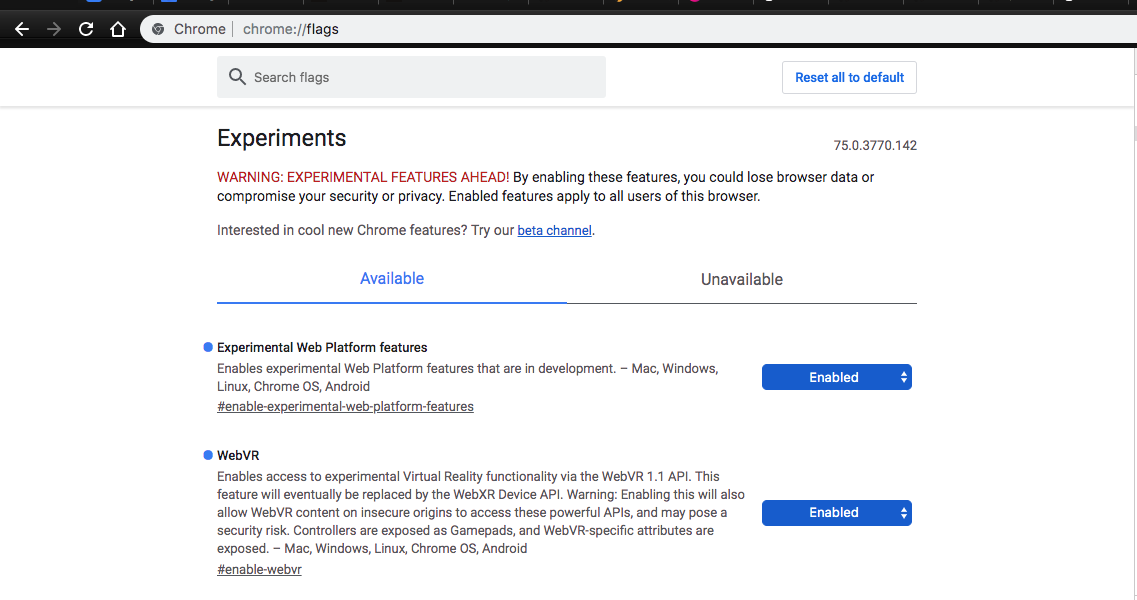 Chrome | chrome://flags
Search flags
Reset all to default
Experiments
75.0.3770.142
WARNING: EXPERIMENTAL FEATURES AHEAD! By enabling these features, you could lose browser data or
compromise your security or privacy. Enabled features apply to all users of this browser.
Interested in cool new Chrome features? Try our beta channel.
Available
Unavailable
Experimental Web Platform features
Enables experimental Web Platform features that are in development. – Mac, Windows,
Linux, Chrome OS, Android
#enable-experimental-web-platform-features
Enabled
WebVR
Enables access to experimental Virtual Reality functionality via the WebVR 1.1 API. This
feature will eventually be replaced by the WebXR Device API. Warning: Enabling this will also
allow WebVR content on insecure origins to access these powerful APIs, and may pose a
security risk. Controllers are exposed as Gamepads, and WebVR-specific attributes are
exposed. – Mac, Windows, Linux, Chrome OS, Android
#enable-webvr
Enabled